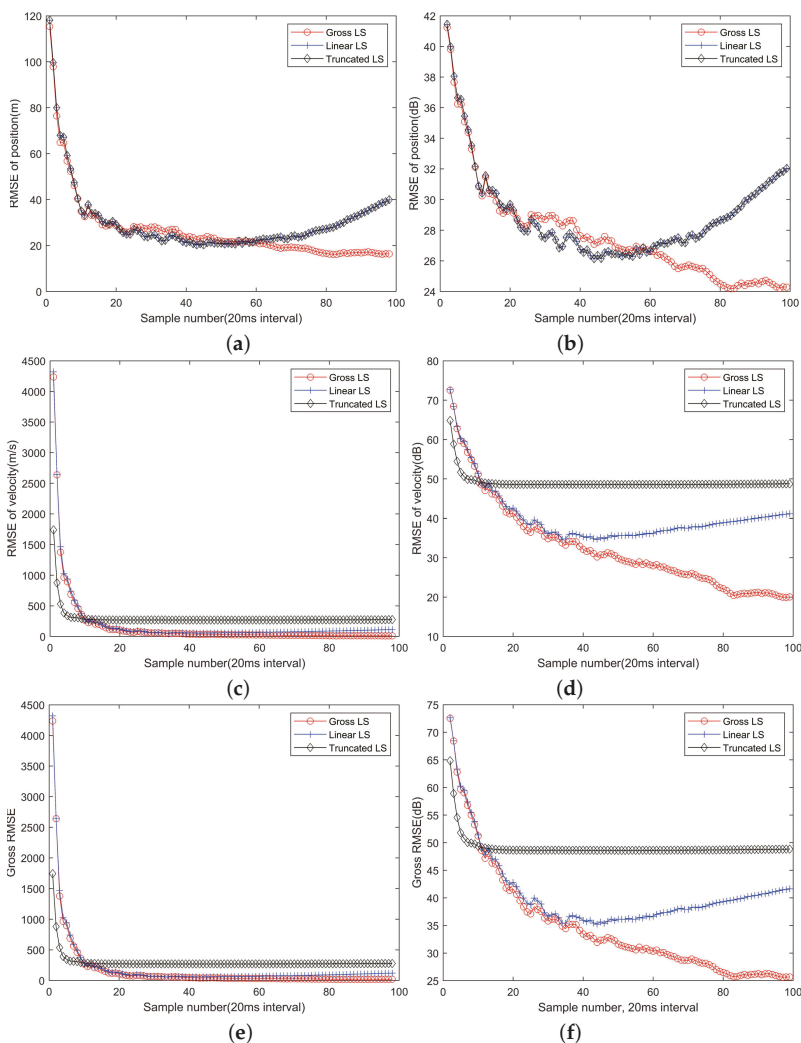 120
100
80
60
40
20
0
RMSE of position(m)
0 20 40 60 80 100
Sample number(20ms interval)
Gross LS
Linear LS
Truncated LS
(a)
42
40
38
36
34
32
30
28
26
24
RMSE of position(dB)
0 20 40 60 80 100
Sample number(20ms interval)
Gross LS
Linear LS
Truncated LS
(b)
4500
4000
3500
3000
2500
2000
1500
1000
500
0
RMSE of velocity(m/s)
0 20 40 60 80 100
Sample number(20ms interval)
Gross LS
Linear LS
Truncated LS
(c)
80
70
60
50
40
30
20
10
RMSE of velocity(dB)
0 20 40 60 80 100
Sample number(20ms interval)
Gross LS
Linear LS
Truncated LS
(d)
4500
4000
3500
3000
2500
2000
1500
1000
500
0
Gross RMSE
0 20 40 60 80 100
Sample number(20ms interval)
Gross LS
Linear LS
Truncated LS
(e)
75
70
65
60
55
50
45
40
35
30
25
Gross RMSE(dB)
0 20 40 60 80 100
Sample number, 20ms interval
Gross LS
Linear LS
Truncated LS
(f)